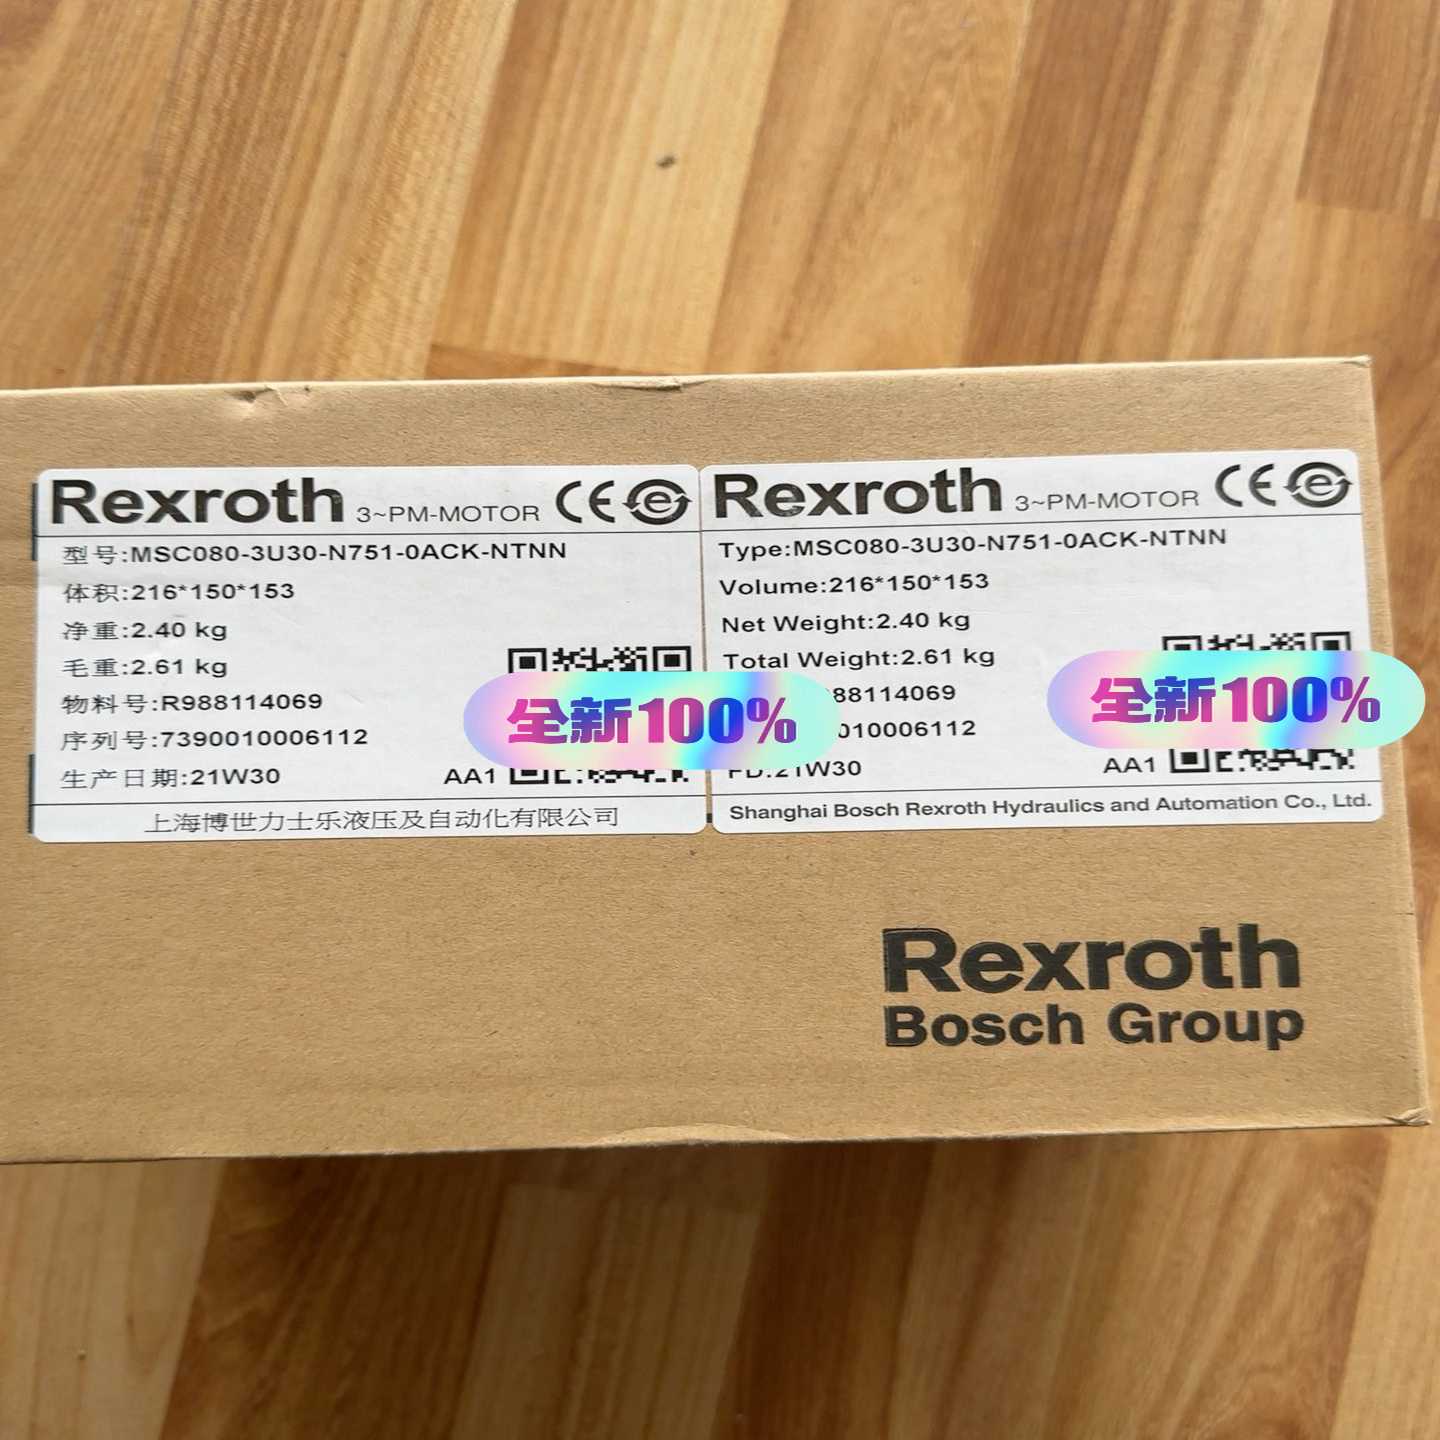 Rexroth 3~PM-MOTOR CE e
型号:MSC080-3U30-N751-0ACK-NTNN
体积:216*150*153
净重:2.40 kg
毛重:2.61 kg
物料号:R988114069
序列号:7390010006112
生产日期:21W30
AA1
全新100%
上海博世力士乐液压及自动化有限公司
Rexroth 3~PM-MOTOR CE e
Type:MSC080-3U30-N751-0ACK-NTNN
Volume:216*150*153
Net Weight:2.40 kg
Total Weight:2.61 kg
88114069
010006112
FD:21W30
AA1
全新100%
Shanghai Bosch Rexroth Hydraulics and Automation Co., Ltd.
Rexroth
Bosch Group